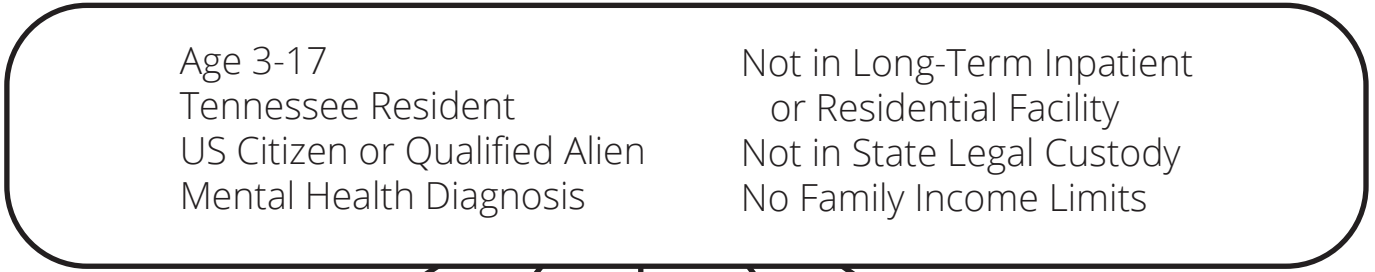 Age 3-17
Tennessee Resident
US Citizen or Qualified Alien
Mental Health Diagnosis
Not in Long-Term Inpatient
or Residential Facility
Not in State Legal Custody
No Family Income Limits